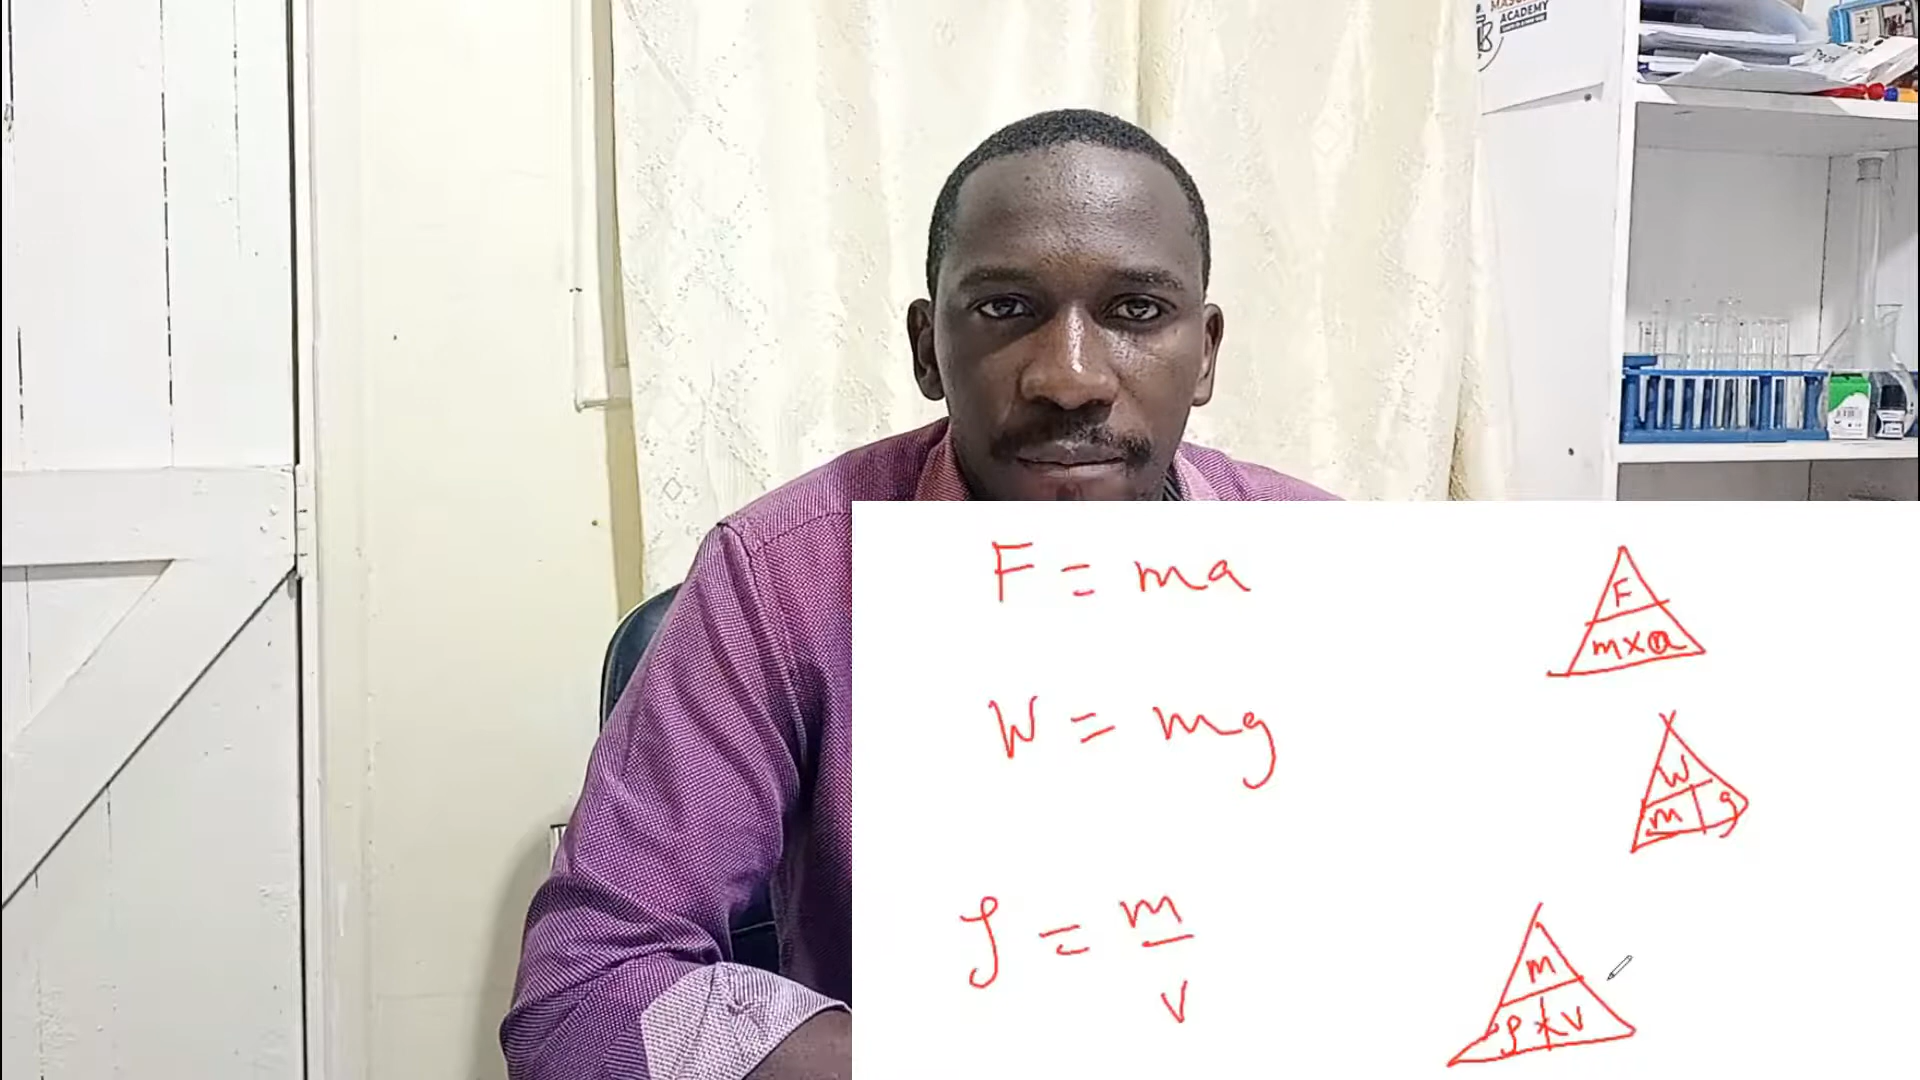 ACADEMY
F = ma
F
m x a
W = mg
W
m g
ρ = m
v
m
ρ * v